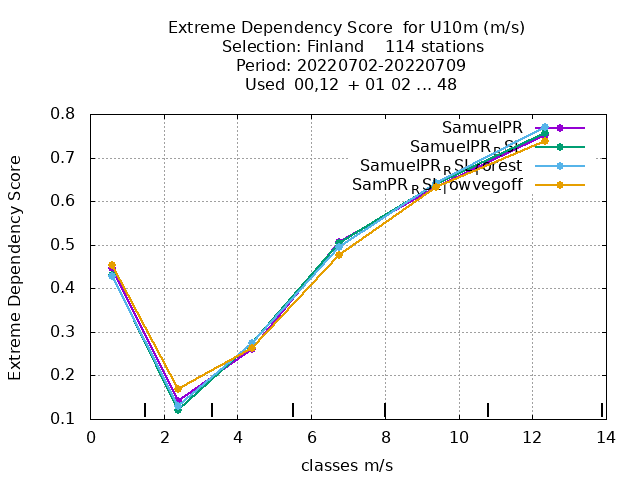 Extreme Dependency Score for U10m (m/s)
Selection: Finland 114 stations
Period: 20220702-20220709
Used 00,12 + 01 02 ... 48
Extreme Dependency Score
0.8
0.7
0.6
0.5
0.4
0.3
0.2
0.1
0 2 4 6 8 10 12 14
classes m/s
SamuelPR